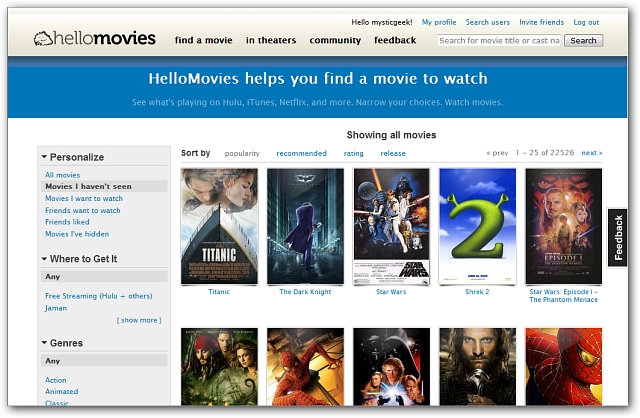 Hello mysticgeek! My profile Search users Invite friends Log out
hellomovies find a movie in theaters community feedback Search for movie title or cast na Search
HelloMovies helps you find a movie to watch
See what's playing on Hulu, iTunes, Netflix, and more. Narrow your choices. Watch movies.
Showing all movies
Personalize
All movies
Movies I haven't seen
Movies I want to watch
Friends want to watch
Friends liked
Movies I've hidden
Where to Get It
Any
Free Streaming (Hulu + others)
Jaman
[ show more ]
Genres
Any
Action
Animated
Classic
Sort by popularity recommended rating release « prev 1 - 25 of 22526 next »
TITANIC
STAR WARS
2
EPISODE I
Titanic
The Dark Knight
Star Wars
Shrek 2
Star Wars: Episode I -
The Phantom Menace
Feedback